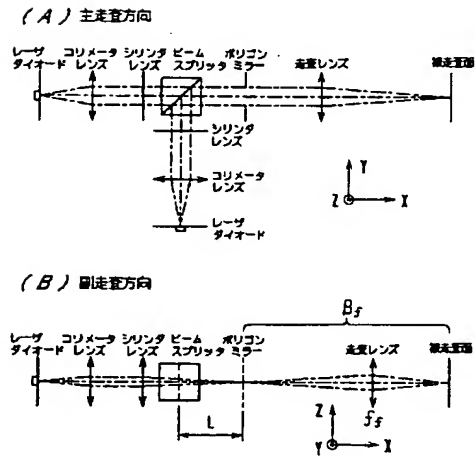 (A) 主走査方向
レーザ
ダイオード
コリメータ
レンズ
シリンダ
レンズ
ビーム
スプリッタ
ポリゴン
ミラー
走査レンズ
被走査面
シリンダ
レンズ
コリメータ
レンズ
レーザ
ダイオード
Y
Z
X
(B) 副走査方向
Bf
レーザ
ダイオード
コリメータ
レンズ
シリンダ
レンズ
ビーム
スプリッタ
ポリゴン
ミラー
走査レンズ
被走査面
L
ff
Z
Y
X